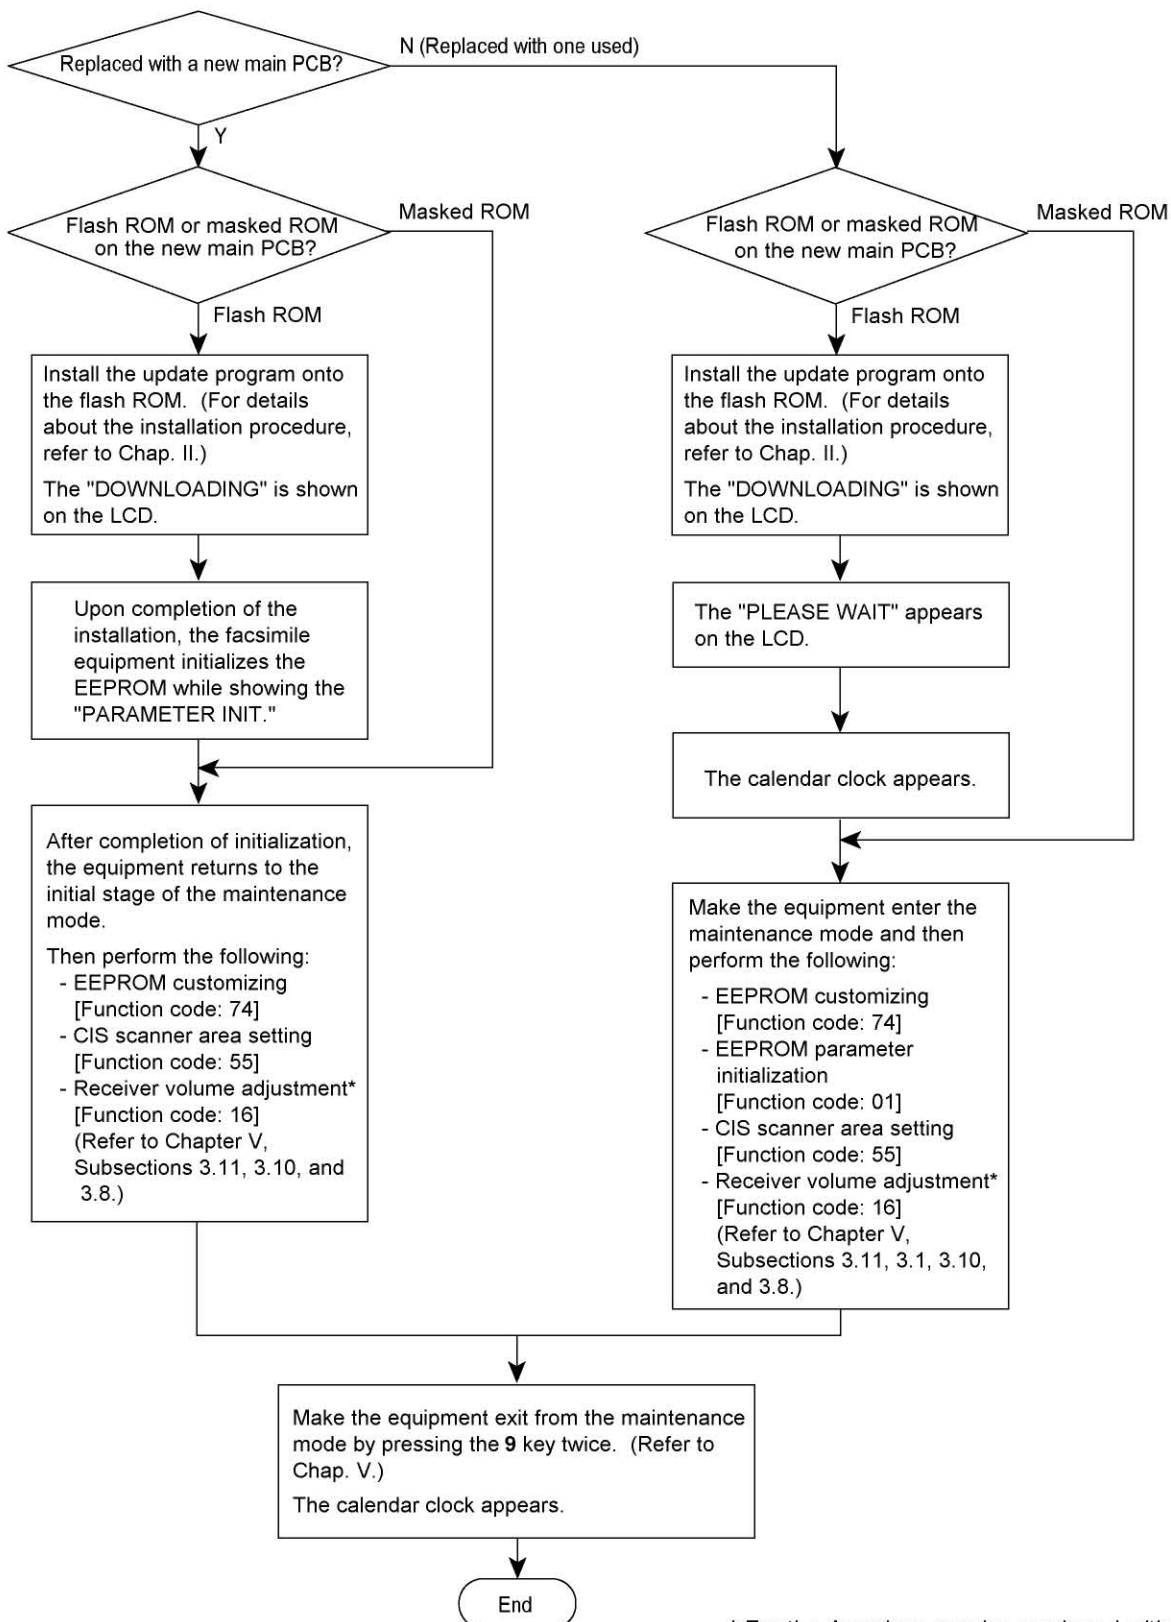 Replaced with a new main PCB?
N (Replaced with one used)
Y
Flash ROM or masked ROM
on the new main PCB?
Masked ROM
Flash ROM
Install the update program onto
the flash ROM. (For details
about the installation procedure,
refer to Chap. II.)
The "DOWNLOADING" is shown
on the LCD.
Upon completion of the
installation, the facsimile
equipment initializes the
EEPROM while showing the
"PARAMETER INIT."
After completion of initialization,
the equipment returns to the
initial stage of the maintenance
mode.
Then perform the following:
- EEPROM customizing
[Function code: 74]
- CIS scanner area setting
[Function code: 55]
- Receiver volume adjustment*
[Function code: 16]
(Refer to Chapter V,
Subsections 3.11, 3.10, and
3.8.)
Flash ROM or masked ROM
on the new main PCB?
Masked ROM
Flash ROM
Install the update program onto
the flash ROM. (For details
about the installation procedure,
refer to Chap. II.)
The "DOWNLOADING" is shown
on the LCD.
The "PLEASE WAIT" appears
on the LCD.
The calendar clock appears.
Make the equipment enter the
maintenance mode and then
perform the following:
- EEPROM customizing
[Function code: 74]
- EEPROM parameter
initialization
[Function code: 01]
- CIS scanner area setting
[Function code: 55]
- Receiver volume adjustment*
[Function code: 16]
(Refer to Chapter V,
Subsections 3.11, 3.1, 3.10,
and 3.8.)
Make the equipment exit from the maintenance
mode by pressing the 9 key twice. (Refer to
Chap. V.)
The calendar clock appears.
End